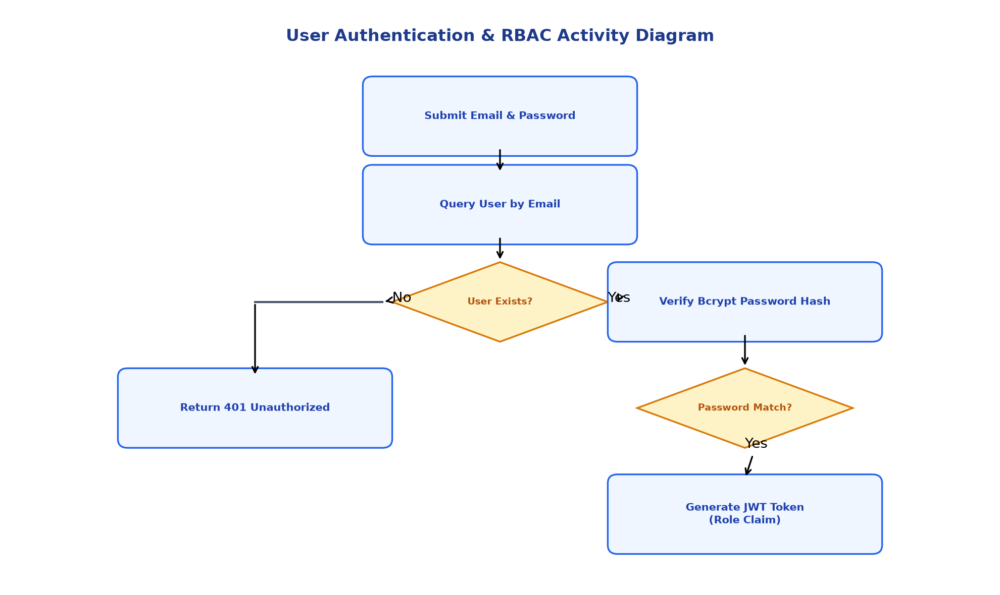 User Authentication & RBAC Activity Diagram
Submit Email & Password
Query User by Email
No
User Exists?
Yes
Verify Bcrypt Password Hash
Return 401 Unauthorized
Password Match?
Yes
Generate JWT Token
(Role Claim)